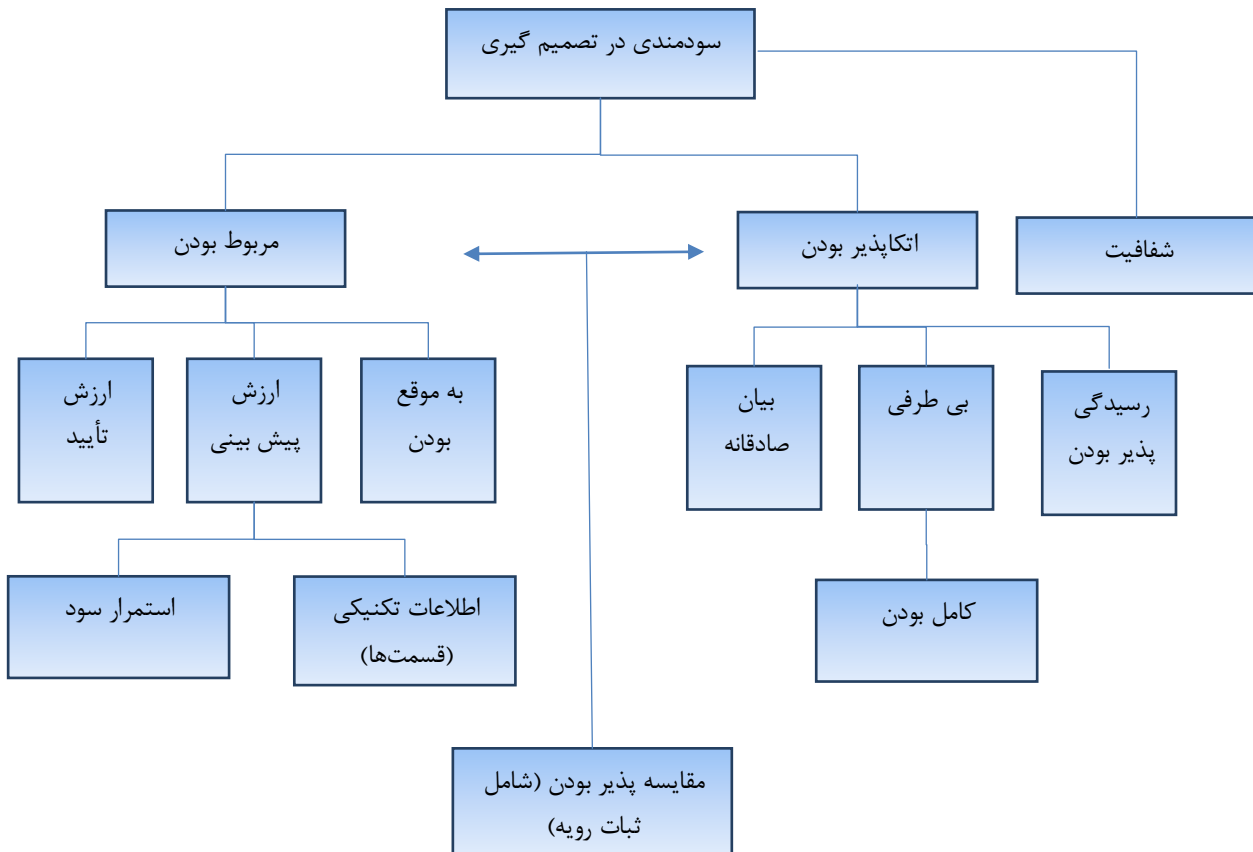 سودمندی در تصمیم گیری
شفافیت
اتکاپذیر بودن
مربوط بودن
رسیدگی
پذیر بودن
بی طرفی
بیان
صادقانه
به موقع
بودن
ارزش
پیش بینی
ارزش
تأیید
کامل بودن
اطلاعات تکنیکی
(قسمت‌ها)
استمرار سود
مقایسه پذیر بودن (شامل
ثبات رویه)